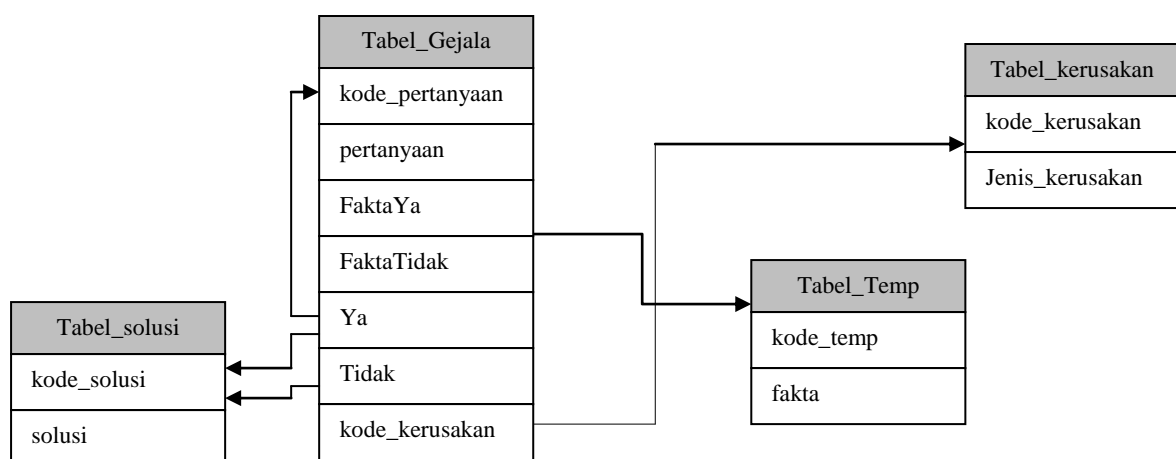 Tabel_Gejala
kode_pertanyaan
pertanyaan
FaktaYa
FaktaTidak
Ya
Tidak
kode_kerusakan
Tabel_kerusakan
kode_kerusakan
Jenis_kerusakan
Tabel_Temp
kode_temp
fakta
Tabel_solusi
kode_solusi
solusi